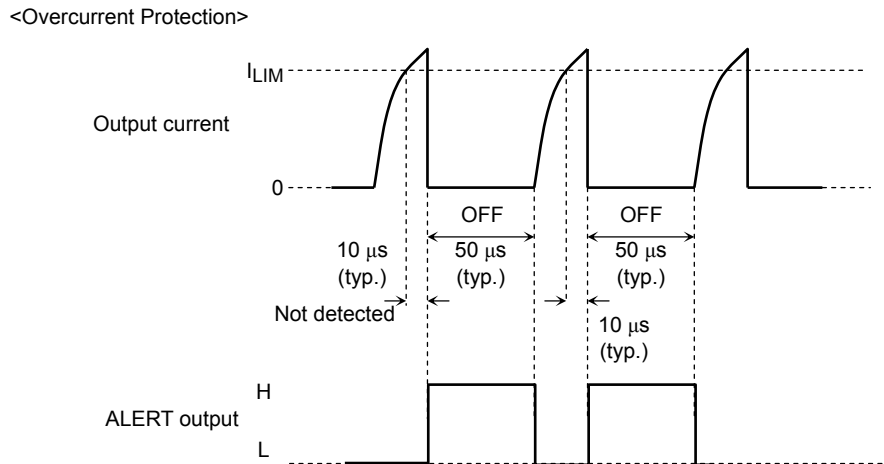 <Overcurrent Protection>
ILIM
Output current
0
OFF
OFF
10 μs
(typ.)
50 μs
(typ.)
50 μs
(typ.)
Not detected
10 μs
(typ.)
H
ALERT output
L